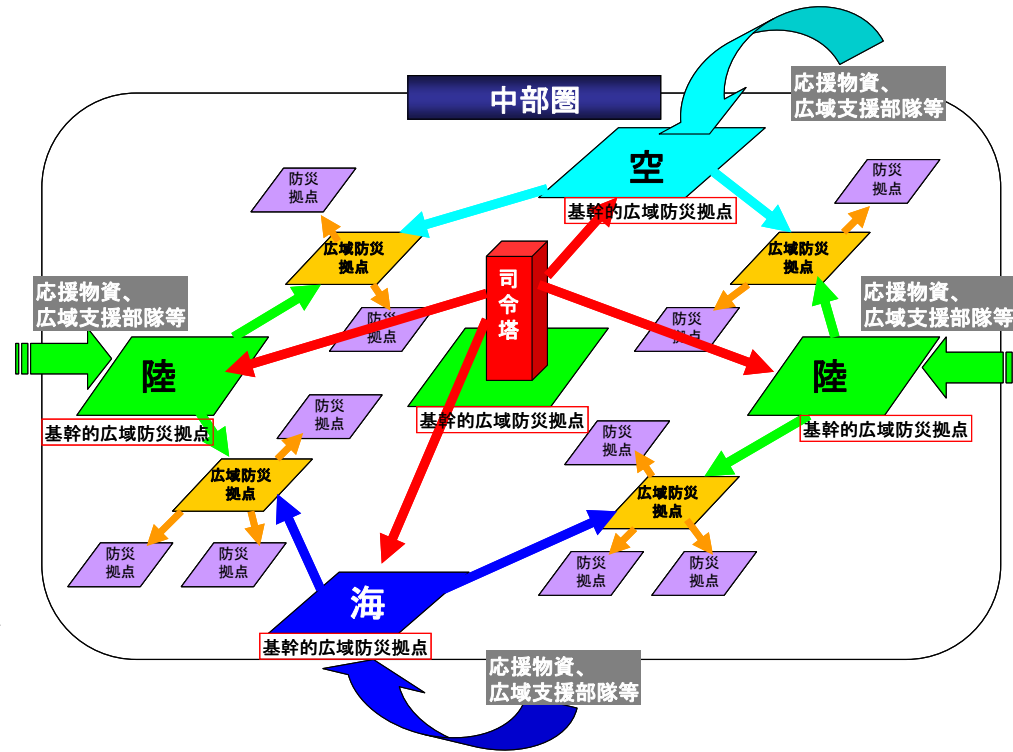 中部圏
応援物資、
広域支援部隊等
空
基幹的広域防災拠点
防災
拠点
防災
拠点
広域防災
拠点
広域防災
拠点
司
令
塔
応援物資、
広域支援部隊等
応援物資、
広域支援部隊等
防災
拠点
防災
拠点
陸
基幹的広域防災拠点
基幹的広域防災拠点
陸
基幹的広域防災拠点
防災
拠点
防災
拠点
広域防災
拠点
広域防災
拠点
防災
拠点
防災
拠点
防災
拠点
防災
拠点
海
基幹的広域防災拠点
応援物資、
広域支援部隊等